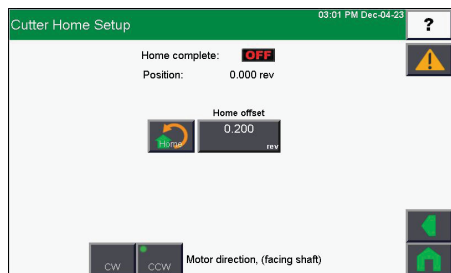 03:01 PM Dec-04-23
Cutter Home Setup
?
Home complete: OFF
Position: 0.000 rev
Home offset
Home
0.200
rev
CW
CCW
Motor direction, (facing shaft)